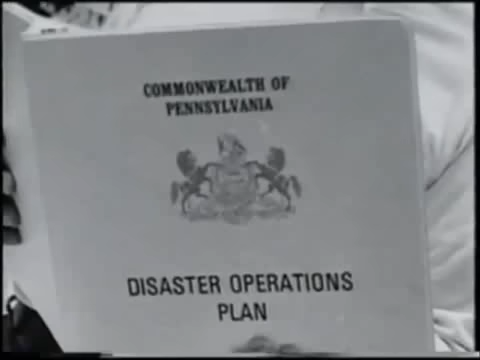 COMMONWEALTH OF
PENNSYLVANIA
DISASTER OPERATIONS
PLAN